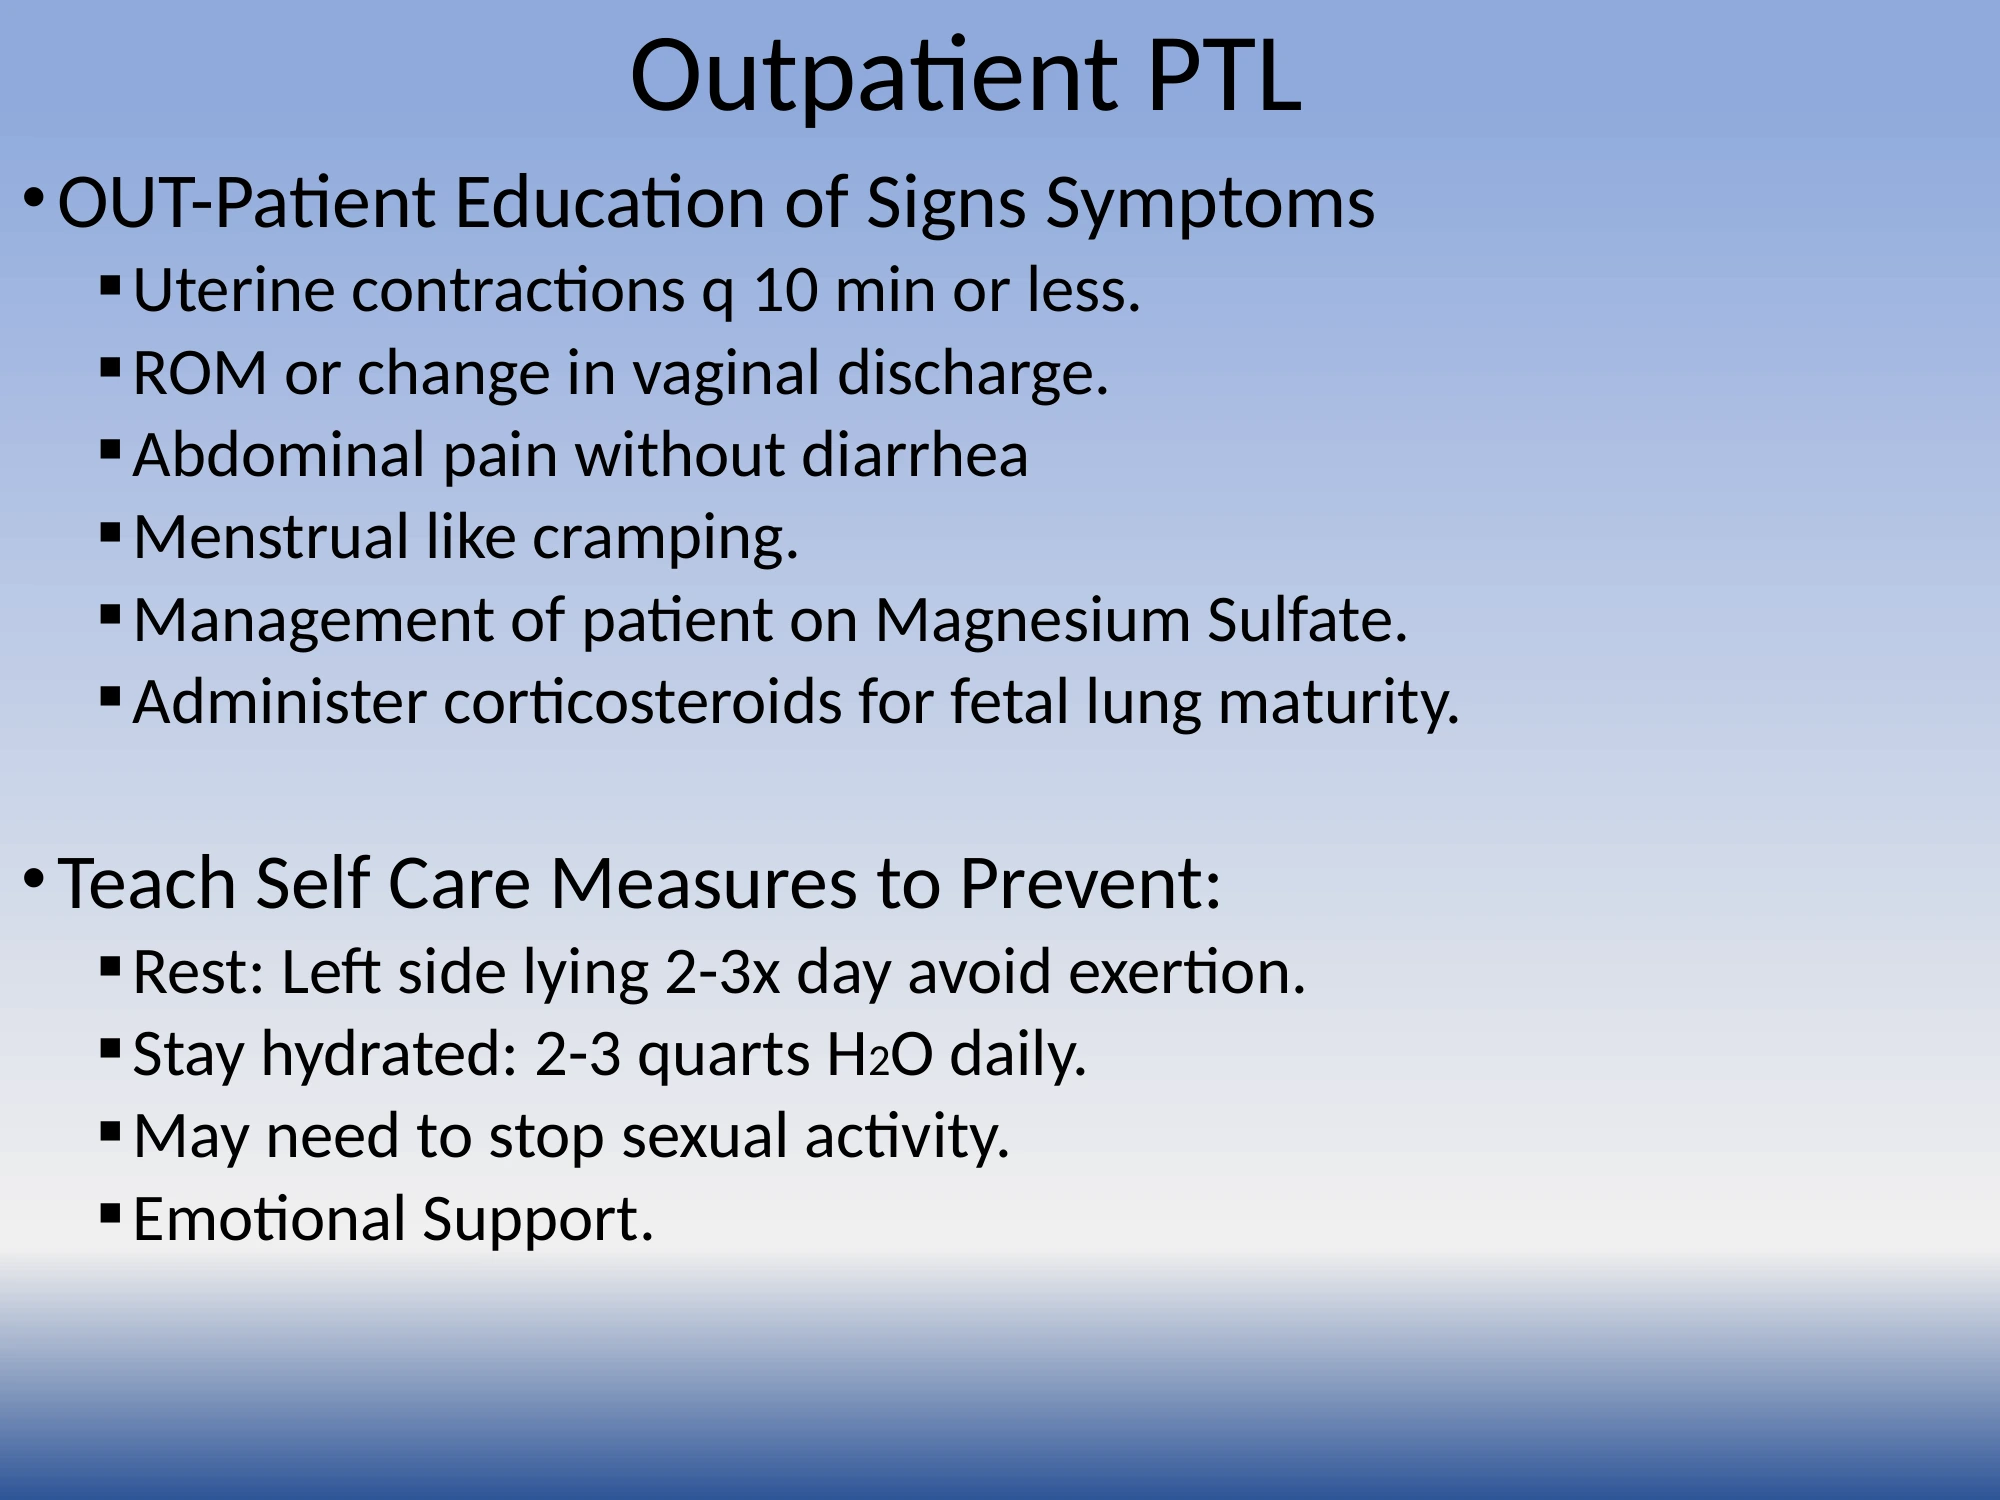 Outpatient PTL
• OUT-Patient Education of Signs Symptoms
▪ Uterine contractions q 10 min or less.
▪ ROM or change in vaginal discharge.
▪ Abdominal pain without diarrhea
▪ Menstrual like cramping.
▪ Management of patient on Magnesium Sulfate.
▪ Administer corticosteroids for fetal lung maturity.
• Teach Self Care Measures to Prevent:
▪ Rest: Left side lying 2-3x day avoid exertion.
▪ Stay hydrated: 2-3 quarts H2O daily.
▪ May need to stop sexual activity.
▪ Emotional Support.